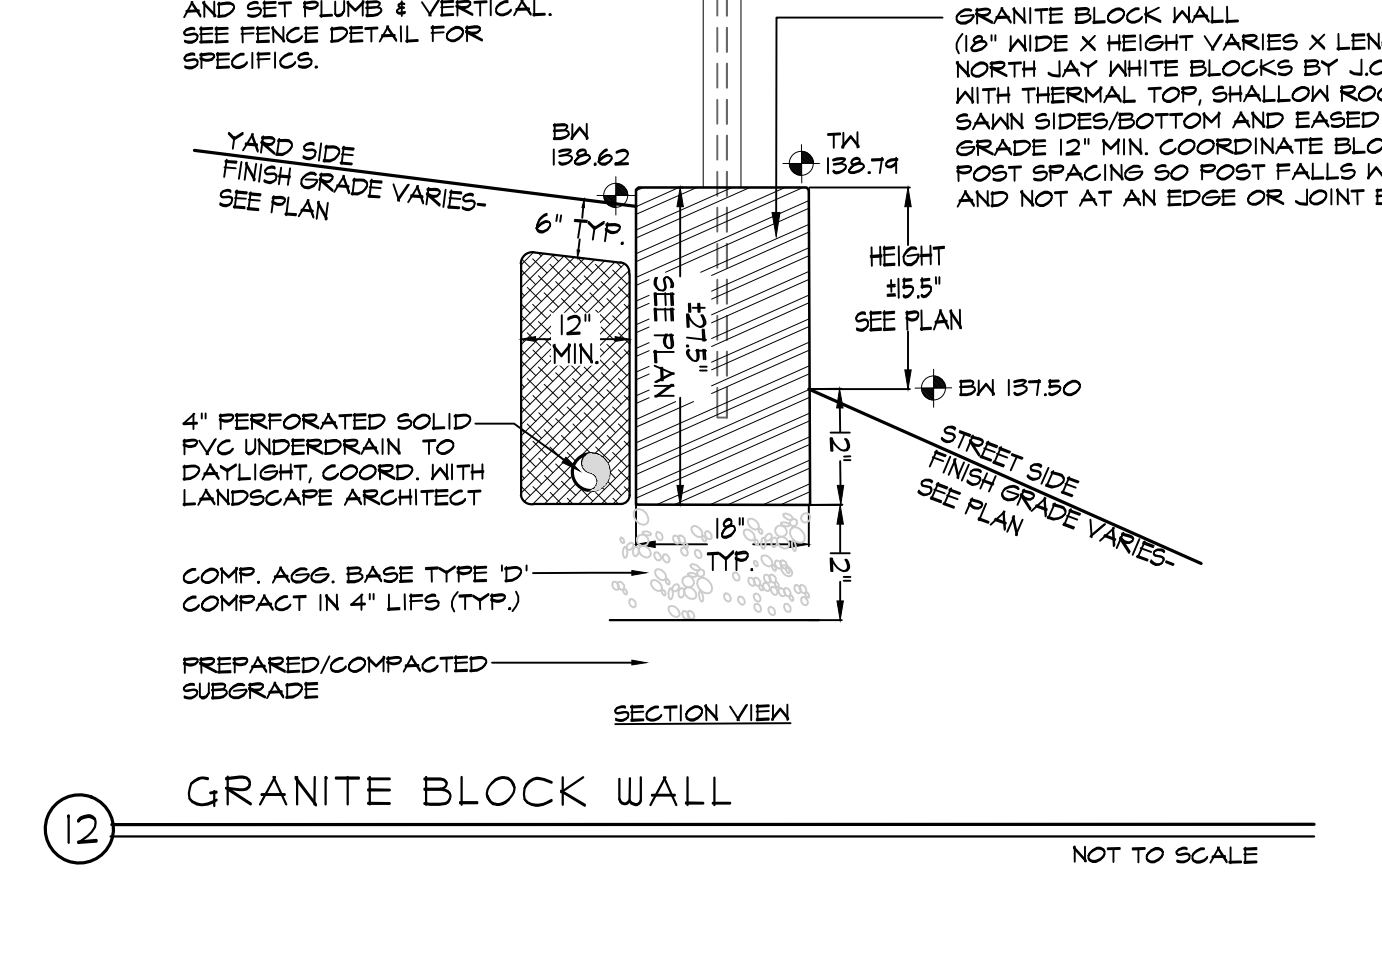 AND SET PLUMB & VERTICAL.
SEE FENCE DETAIL FOR
SPECIFICS.
GRANITE BLOCK WALL
(18" WIDE X HEIGHT VARIES X
NORTH JAY WHITE BLOCKS BY
WITH THERMAL TOP, SHALLOW
SAWN SIDES/BOTTOM AND EASED
GRADE 12" MIN. COORDINATE
POST SPACING SO POST FALLS
AND NOT AT AN EDGE OR JOINT
YARD SIDE
FINISH GRADE VARIES-
SEE PLAN
BW
138.62
TW
138.79
6" TYP.
HEIGHT
±15.5"
SEE PLAN
±27.5"
SEE PLAN
12"
MIN.
BW 137.50
4" PERFORATED SOLID
PVC UNDERDRAIN TO
DAYLIGHT, COORD. WITH
LANDSCAPE ARCHITECT
12"
STREET SIDE
FINISH GRADE VARIES-
SEE PLAN
18"
TYP.
12"
COMP. AGG. BASE TYPE 'D'
COMPACT IN 4" LIFS (TYP.)
PREPARED/COMPACTED
SUBGRADE
SECTION VIEW
GRANITE BLOCK WALL
12
NOT TO SCALE